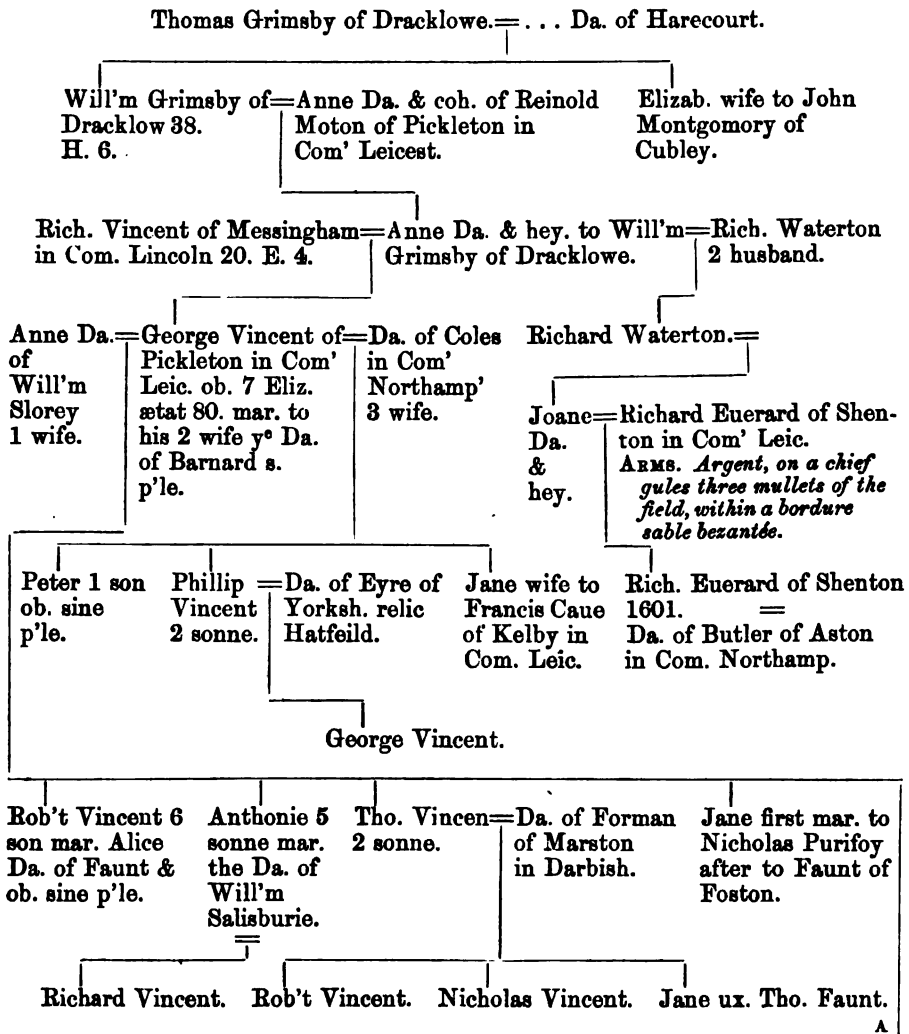 Thomas Grimsby of Dracklowe.=. . . Da. of Harecourt.
Will'm Grimsby of=Anne Da. & coh. of Reinold
Dracklow 38.
H. 6.
Moton of Pickleton in
Com' Leicest.
Elizab. wife to John
Montgomory of
Cubley.
Rich. Vincent of Messingham=Anne Da. & hey. to Will'm=Rich. Waterton
in Com. Lincoln 20. E. 4.
Grimsby of Dracklowe.
2 husband.
Anne Da.=George Vincent of=Da. of Coles
of
Will'm
Slorey
1 wife.
Pickleton in Com'
Leic. ob. 7 Eliz.
ætat 80. mar. to
his 2 wife yᵉ Da.
of Barnard s.
p'le.
in Com'
Northamp'
3 wife.
Richard Waterton.=
Joane=Richard Euerard of Shen-
Da.
&
hey.
ton in Com' Leic.
ARMS. Argent, on a chief
gules three mullets of the
field, within a bordure
sable bezantée.
Peter 1 son
ob. sine
p'le.
Phillip =Da. of Eyre of
Vincent
2 sonne.
Yorksh. relic
Hatfeild.
Jane wife to
Francis Caue
of Kelby in
Com. Leic.
Rich. Euerard of Shenton
1601. =
Da. of Butler of Aston
in Com. Northamp.
George Vincent.
Rob't Vincent 6
son mar. Alice
Da. of Faunt &
ob. sine p'le.
Anthonie 5
sonne mar.
the Da. of
Will'm
Salisburie.
=
Tho. Vincen=Da. of Forman
2 sonne.
of Marston
in Darbish.
Jane first mar. to
Nicholas Purifoy
after to Faunt of
Foston.
Richard Vincent.
Rob't Vincent.
Nicholas Vincent.
Jane ux. Tho. Faunt.
A